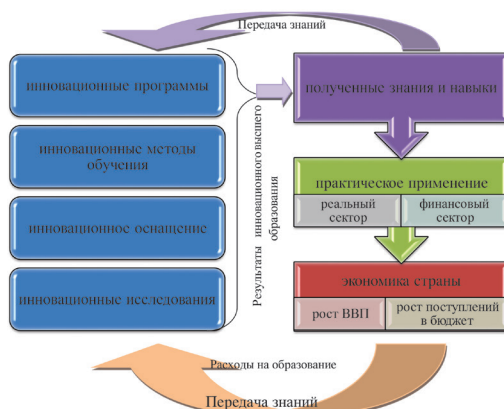 Передача знаний
инновационные программы
инновационные методы
обучения
инновационное оснащение
инновационные исследования
Результаты инновационного высшего
образования
полученные знания и навыки
практическое применение
реальный
сектор
финансовый
сектор
экономика страны
рост ВВП
рост поступлений
в бюджет
Расходы на образование
Передача знаний